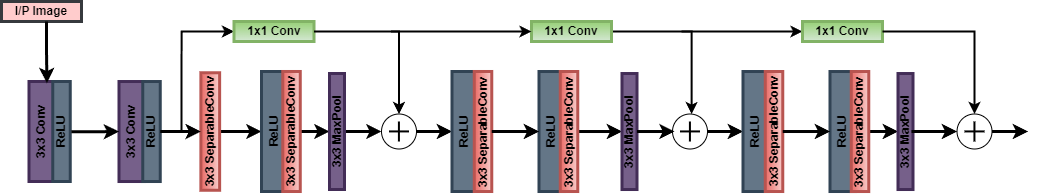 I/P Image
1x1 Conv
1x1 Conv
1x1 Conv
3x3 Conv
ReLU
3x3 Conv
ReLU
3x3 SeparableConv
ReLU
3x3 SeparableConv
3x3 MaxPool
ReLU
3x3 SeparableConv
ReLU
3x3 SeparableConv
3x3 MaxPool
ReLU
3x3 SeparableConv
ReLU
3x3 SeparableConv
3x3 MaxPool